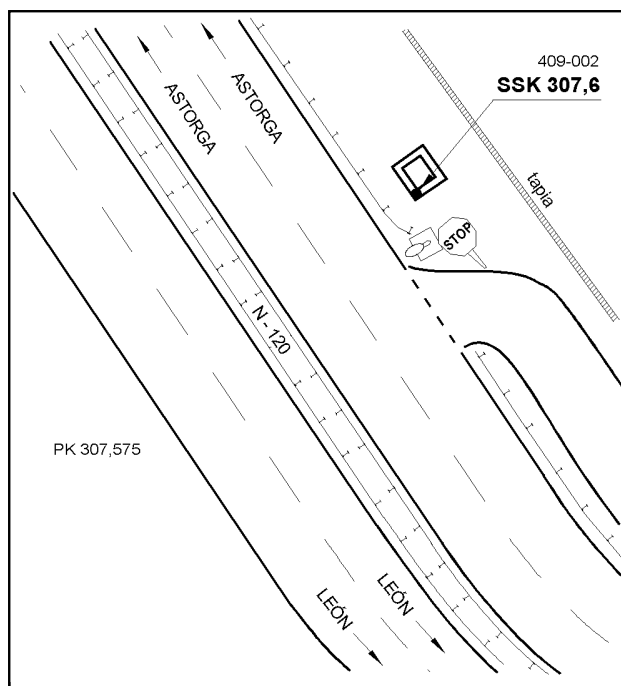 409-002
SSK 307,6
ASTORGA
ASTORGA
tapia
STOP
N-120
PK 307,575
LEÓN
LEÓN